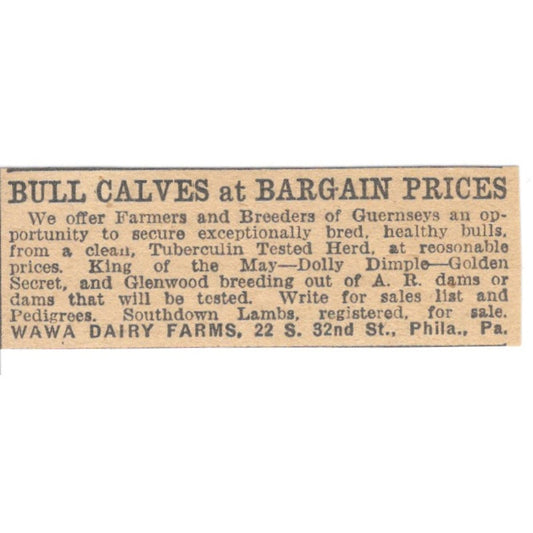 BULL CALVES at BARGAIN PRICES
We offer Farmers and Breeders of Guernseys an op-
portunity to secure exceptionally bred, healthy bulls,
from a clean, Tuberculin Tested Herd, at reosonable
prices. King of the May—Dolly Dimple—Golden
Secret, and Glenwood breeding out of A. R. dams or
dams that will be tested. Write for sales list and
Pedigrees. Southdown Lambs, registered, for sale.
WAWA DAIRY FARMS, 22 S. 32nd St., Phila., Pa.